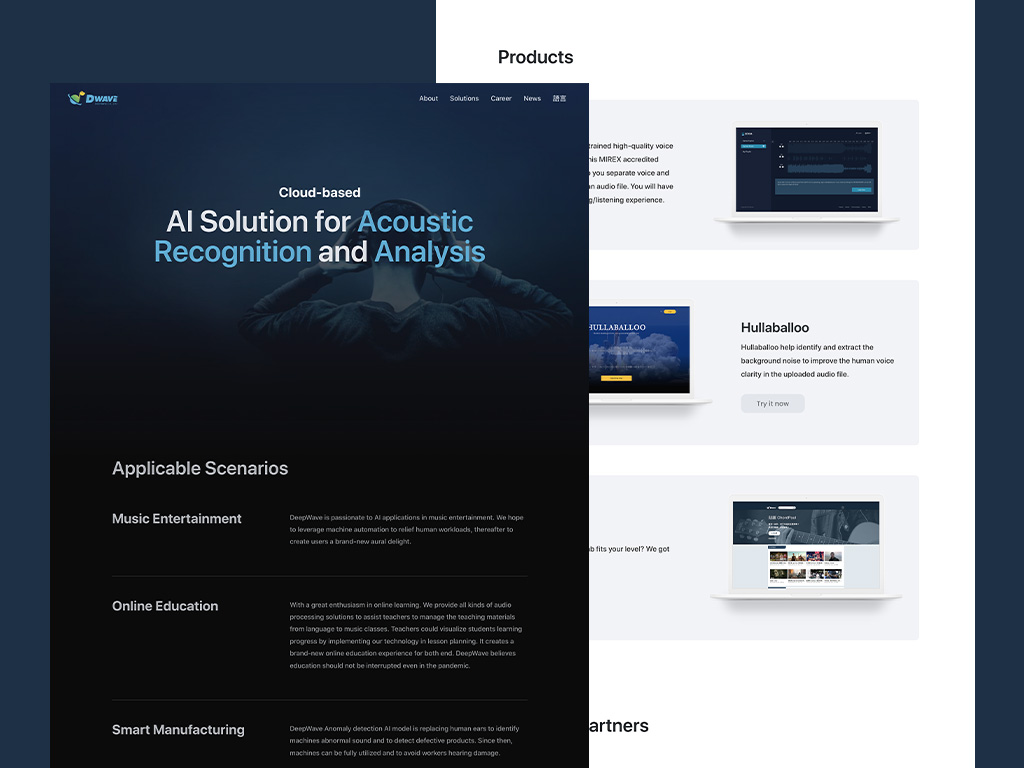 DWAVE
About Solutions Career News 語言
Cloud-based
AI Solution for Acoustic
Recognition and Analysis
Applicable Scenarios
Music Entertainment
DeepWave is passionate to AI applications in music entertainment. We hope
to leverage machine automation to relief human workloads, thereafter to
create users a brand-new aural delight.
Online Education
With a great enthusiasm in online learning. We provide all kinds of audio
processing solutions to assist teachers to manage the teaching materials
from language to music classes. Teachers could visualize students learning
progress by implementing our technology in lesson planning. It creates a
brand-new online education experience for both end. DeepWave believes
education should not be interrupted even in the pandemic.
Smart Manufacturing
DeepWave Anomaly detection AI model is replacing human ears to identify
machines abnormal sound and to detect defective products. Since then,
machines can be fully utilized and to avoid workers hearing damage.
Products
trained high-quality voice
his MIREX accredited
you separate voice and
an audio file. You will have
g/listening experience.
HULLABALLOO
Hullaballoo
Hullaballoo help identify and extract the
background noise to improve the human voice
clarity in the uploaded audio file.
Try it now
b fits your level? We got
artners